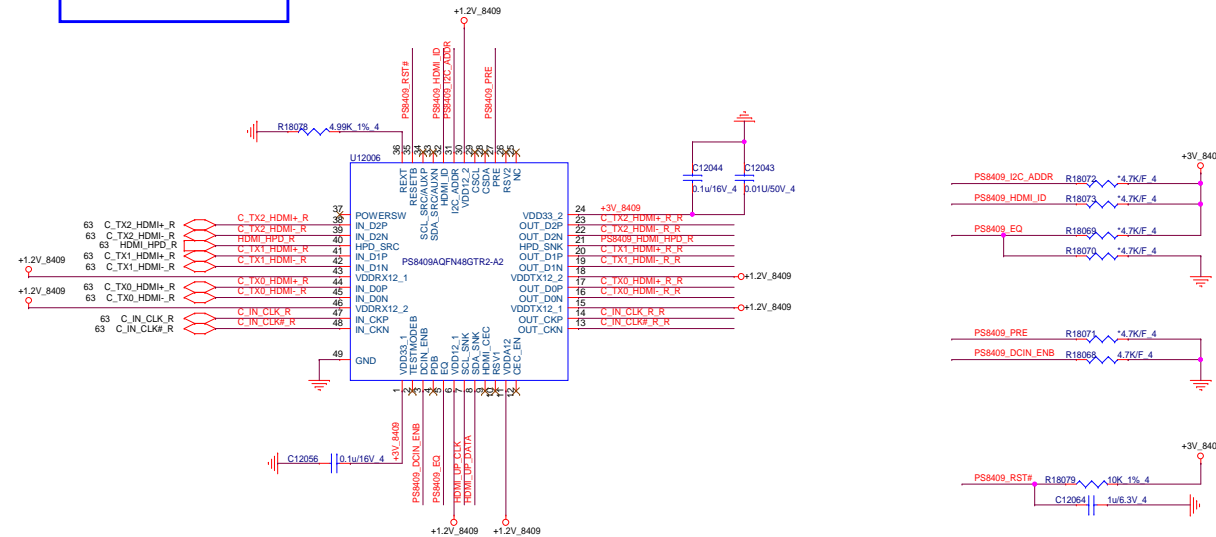 +1.2V_8409
PS8409_RST#
PS8409_HDMI_ID
PS8409_I2C_ADDR
PS8409_PRE
R18078
4.99K_1%_4
36
35
34
33
32
31
30
29
28
27
26
25
U12006
REXT
RESETB
SCL_SRC/AUXP
SDA_SRC/AUXN
HDMI_ID
I2C_ADDR
VDD12_2
CSCL
CSDA
PRE
RSV2
NC
C12044
0.1u/16V_4
C12043
0.01U/50V_4
37 POWERSW
63 C_TX2_HDMI+_R C_TX2_HDMI+_R 38 IN_D2P
63 C_TX2_HDMI-_R C_TX2_HDMI-_R 39 IN_D2N
63 HDMI_HPD_R HDMI_HPD_R 40 HPD_SRC
63 C_TX1_HDMI+_R C_TX1_HDMI+_R 41 IN_D1P
63 C_TX1_HDMI-_R C_TX1_HDMI-_R 42 IN_D1N
+1.2V_8409 43 VDDRX12_1
63 C_TX0_HDMI+_R C_TX0_HDMI+_R 44 IN_D0P
63 C_TX0_HDMI-_R C_TX0_HDMI-_R 45 IN_D0N
+1.2V_8409 46 VDDRX12_2
63 C_IN_CLK_R C_IN_CLK_R 47 IN_CKP
63 C_IN_CLK#_R C_IN_CLK#_R 48 IN_CKN
49 GND
PS8409AQFN48GTR2-A2
VDD33_2 24 +3V_8409
OUT_D2P 23 C_TX2_HDMI+_R_R
OUT_D2N 22 C_TX2_HDMI-_R_R
HPD_SNK 21 PS8409_HDMI_HPD_R
OUT_D1P 20 C_TX1_HDMI+_R_R
OUT_D1N 19 C_TX1_HDMI-_R_R
VDDTX12_2 18 +1.2V_8409
OUT_D0P 17 C_TX0_HDMI+_R_R
OUT_D0N 16 C_TX0_HDMI-_R_R
VDDTX12_1 15 +1.2V_8409
OUT_CKP 14 C_IN_CLK_R_R
OUT_CKN 13 C_IN_CLK#_R_R
VDD33_1
TESTMODEB
DCIN_ENB
PDB
EQ
VDD12_1
SCL_SNK
SDA_SNK
HDMI_CEC
RSV1
VDDA12
CEC_EN
1
2
3
4
5
6
7
8
9
10
11
12
C12056
0.1u/16V_4
+3V_8409
PS8409_DCIN_ENB
PS8409_EQ
HDMI_UP_CLK
HDMI_UP_DATA
+1.2V_8409
+1.2V_8409
+3V_8409
PS8409_I2C_ADDR R18072 *4.7K/F_4
PS8409_HDMI_ID R18073 *4.7K/F_4
PS8409_EQ R18069 *4.7K/F_4
R18070 *4.7K/F_4
PS8409_PRE R18071 *4.7K/F_4
PS8409_DCIN_ENB R18068 4.7K/F_4
+3V_8409
PS8409_RST# R18079 10K_1%_4
C12064 1u/6.3V_4